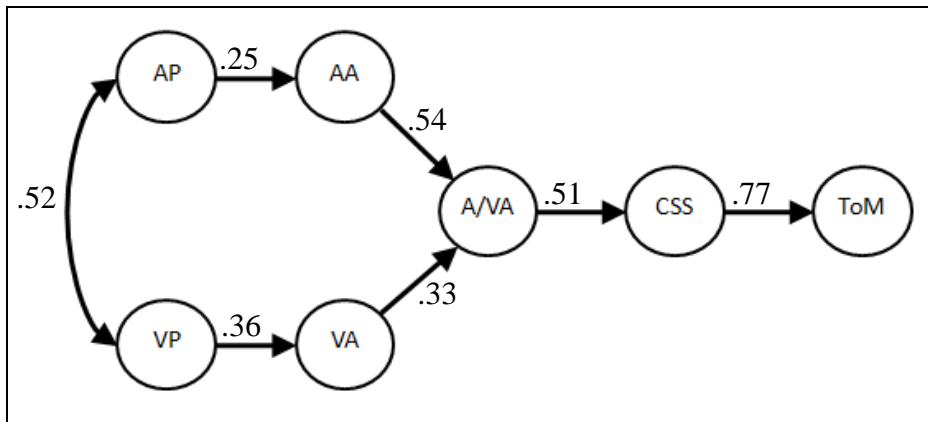 AP .25 AA
.54
.52
A/VA .51 CSS .77 ToM
.33
VP .36 VA